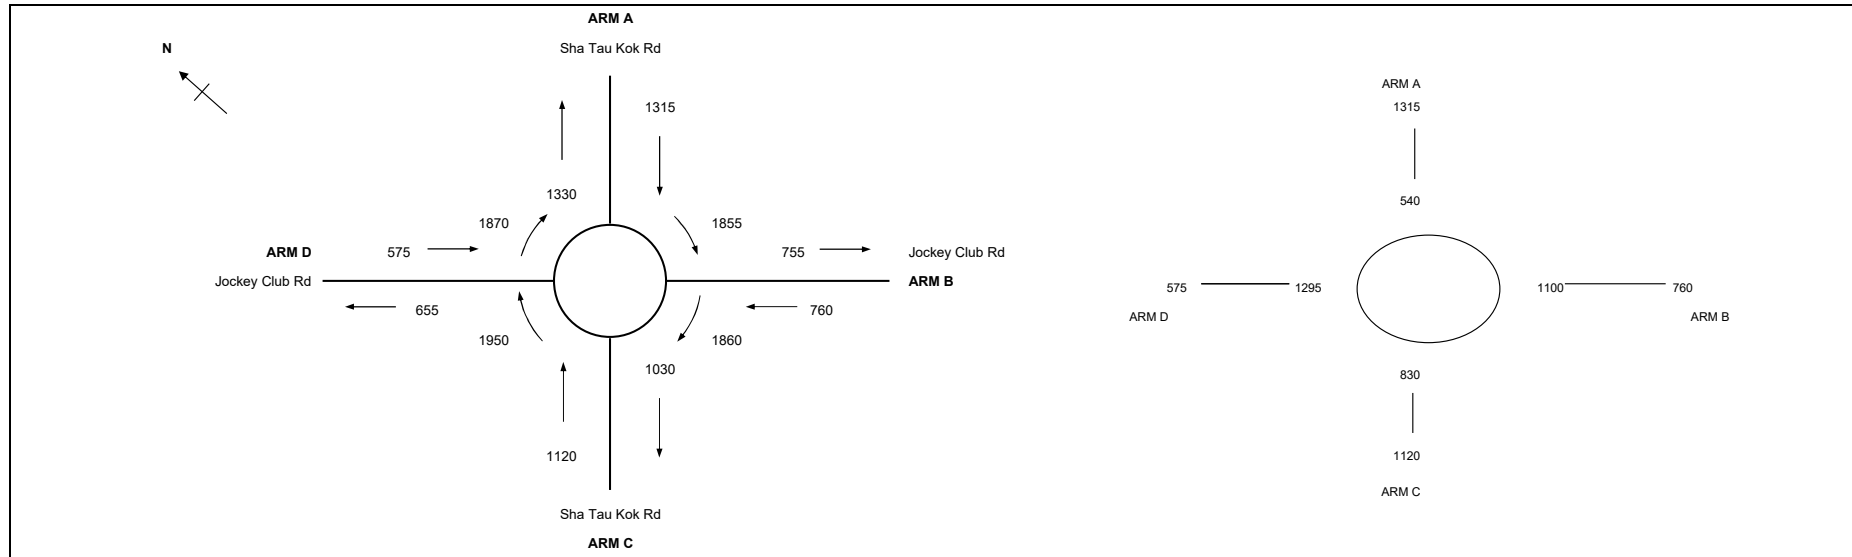 ARM A
Sha Tau Kok Rd
N
1315
1330
1870
1855
ARM D
575
755
Jockey Club Rd
Jockey Club Rd
ARM B
655
760
1950
1860
1030
1120
Sha Tau Kok Rd
ARM C
ARM A
1315
540
575
1295
1100
760
ARM D
ARM B
830
1120
ARM C